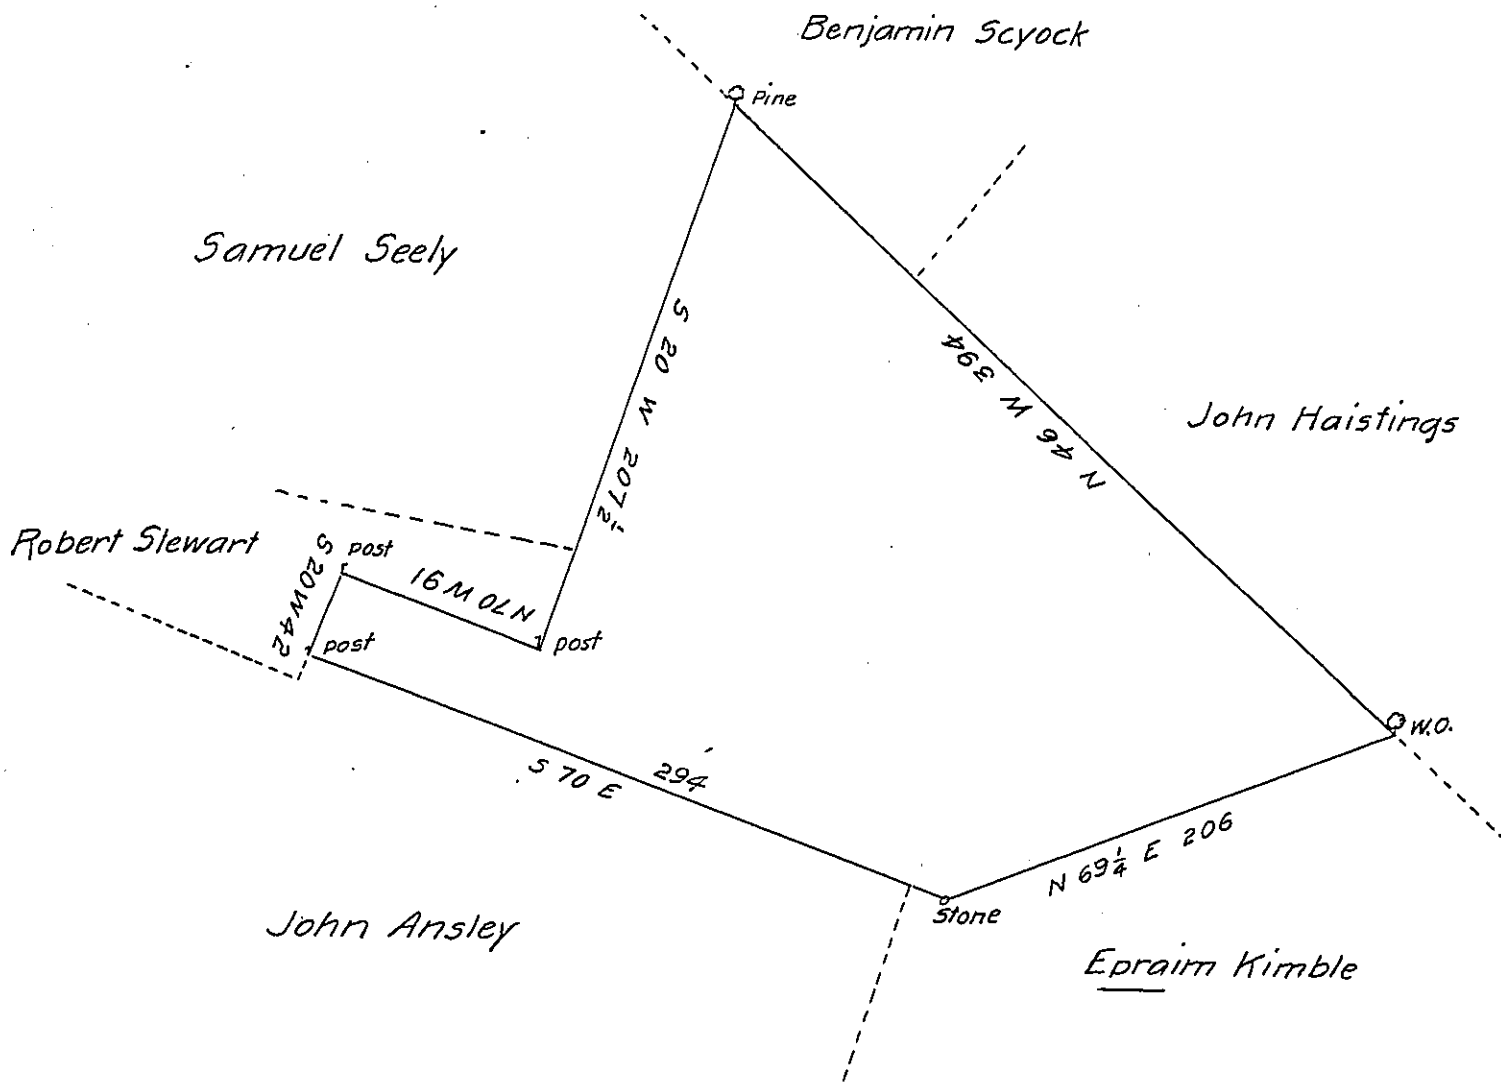 Benjamin Scyock
Pine
Samuel Seely
S 20 W 207½
N 46 W 394
John Haistings
Robert Slewart
S 20 W 42
post
N 70 W 91
post
post
W.O.
S 70 E 294
N 69¼ E 206
Stone
John Ansley
Epraim Kimble